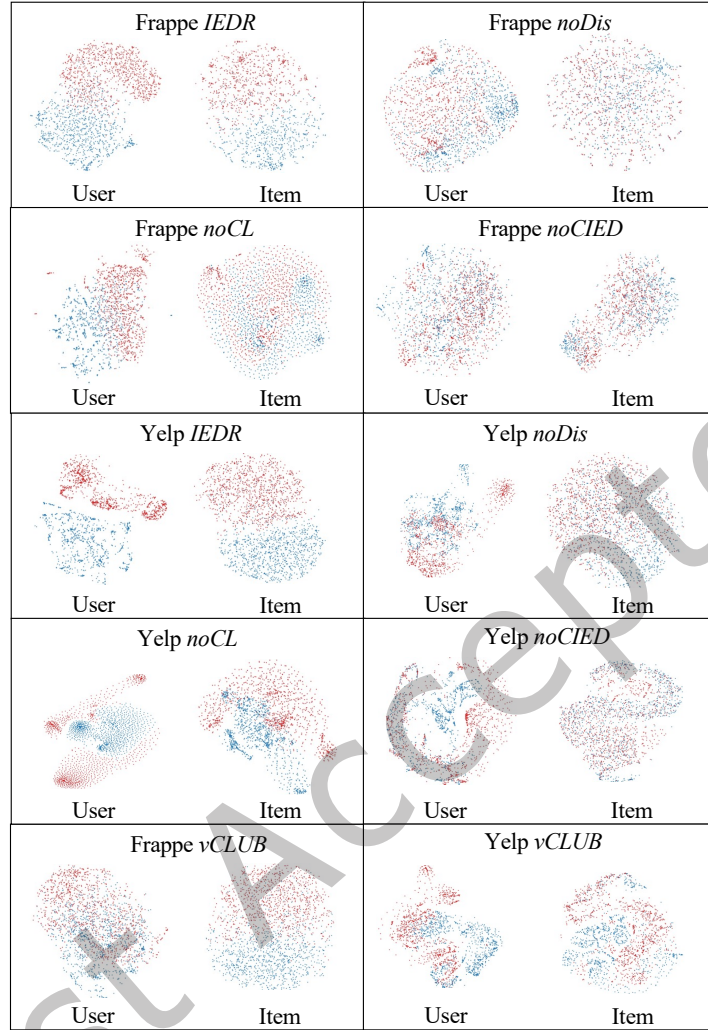 Frappe IEDR
User Item
Frappe noDis
User Item
Frappe noCL
User Item
Frappe noCIED
User Item
Yelp IEDR
User Item
Yelp noDis
User Item
Yelp noCL
User Item
Yelp noCIED
User Item
Frappe vCLUB
User Item
Yelp vCLUB
User Item
st Accepte